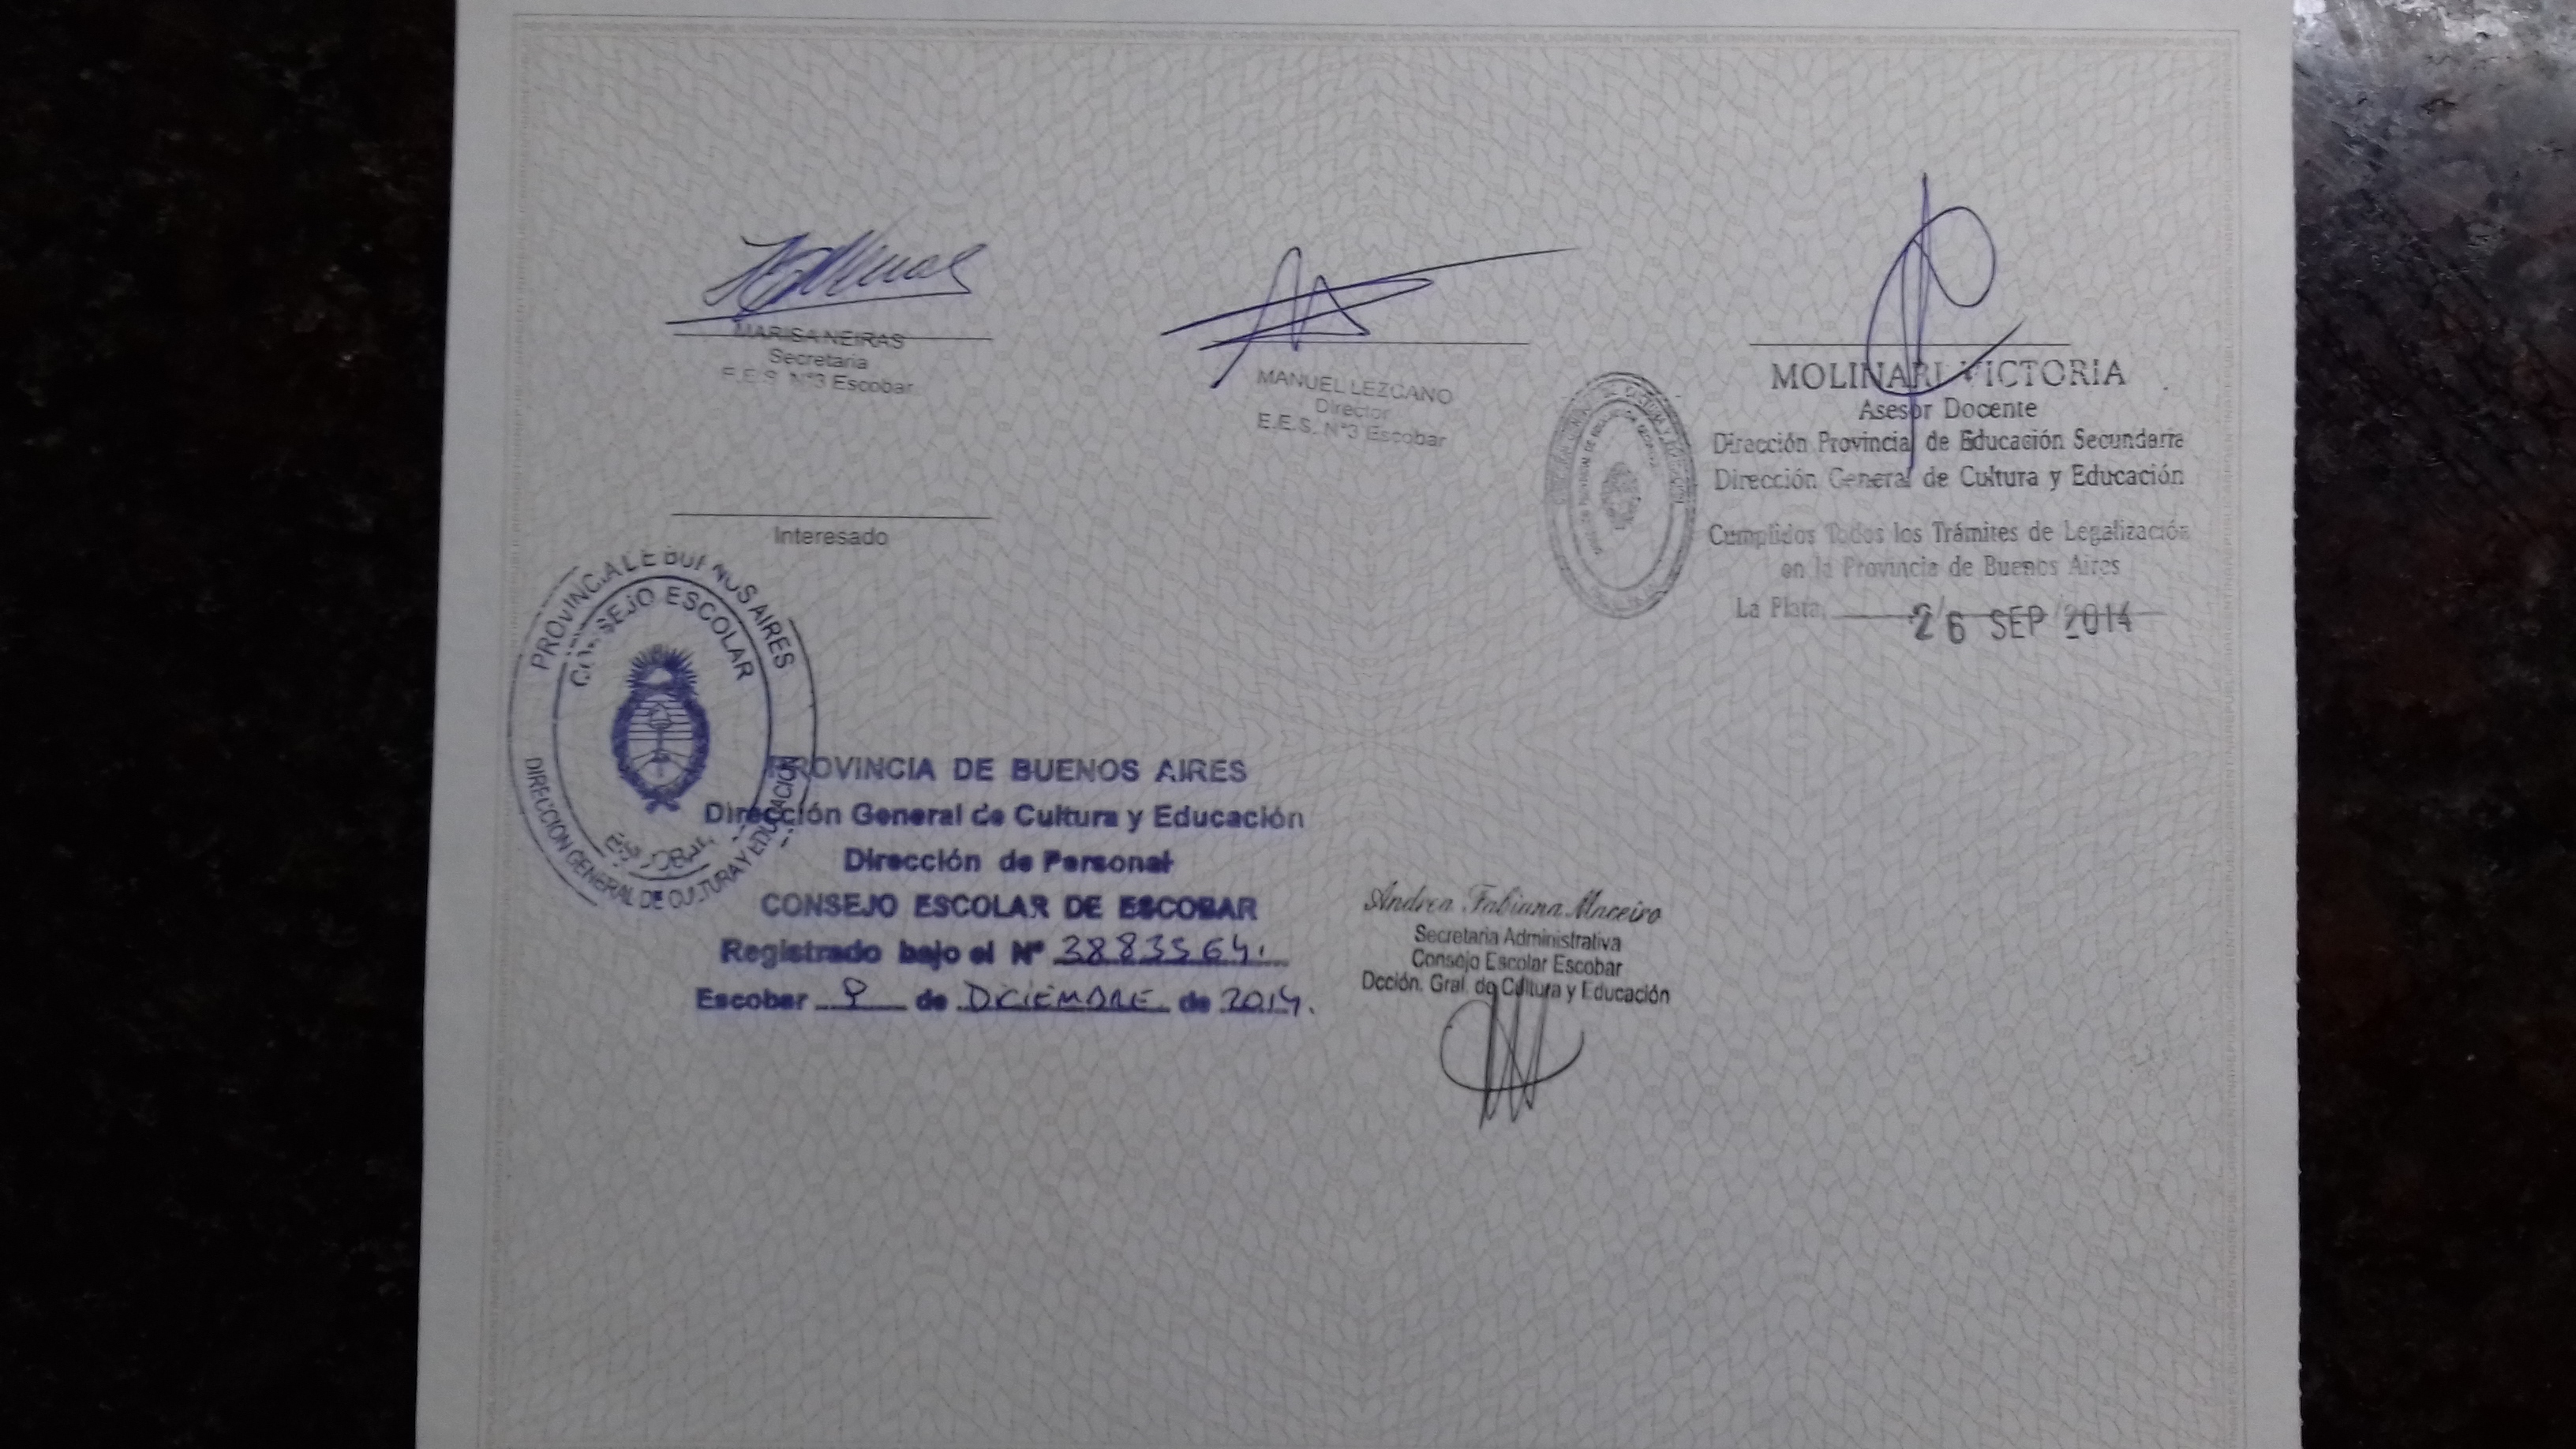 MARISA NEIRAS
Secretaria
E.E.S. Nº3 Escobar
MANUEL LEZCANO
Director
E.E.S. Nº3 Escobar
MOLINARI VICTORIA
Asesor Docente
Dirección Provincial de Educación Secundaria
Dirección General de Cultura y Educación
Cumplidos Todos los Trámites de Legalización
en la Provincia de Buenos Aires
La Plata 26 SEP 2014
Interesado
PROVINCIA DE BUENOS AIRES
CONSEJO ESCOLAR
DIRECCION GENERAL DE CULTURA Y EDUCACION
PROVINCIA DE BUENOS AIRES
Dirección General de Cultura y Educación
Dirección de Personal
CONSEJO ESCOLAR DE ESCOBAR
Registrado bajo el Nº 38835641
Escobar 9 de Diciembre de 2014.
Andrea Fabiana Maceiro
Secretaria Administrativa
Consejo Escolar Escobar
Dcción. Gral. de Cultura y Educación